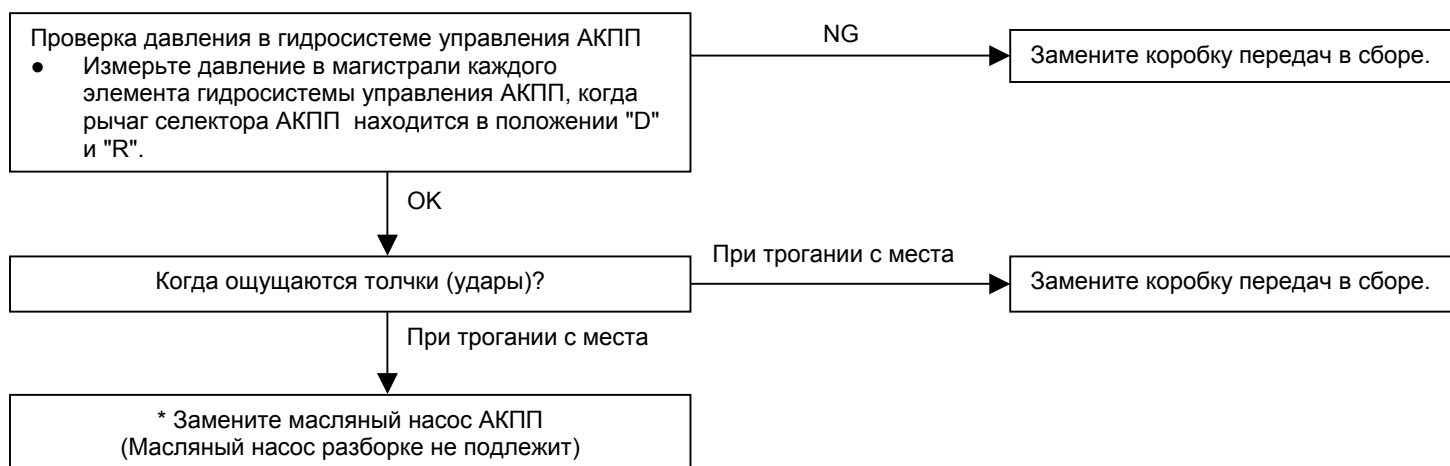 Проверка давления в гидросистеме управления АКПП
● Измерьте давление в магистрали каждого
элемента гидросистемы управления АКПП, когда
рычаг селектора АКПП находится в положении "D"
и "R".
NG
Замените коробку передач в сборе.
OK
Когда ощущаются толчки (удары)?
При трогании с места
Замените коробку передач в сборе.
При трогании с места
* Замените масляный насос АКПП
(Масляный насос разборке не подлежит)